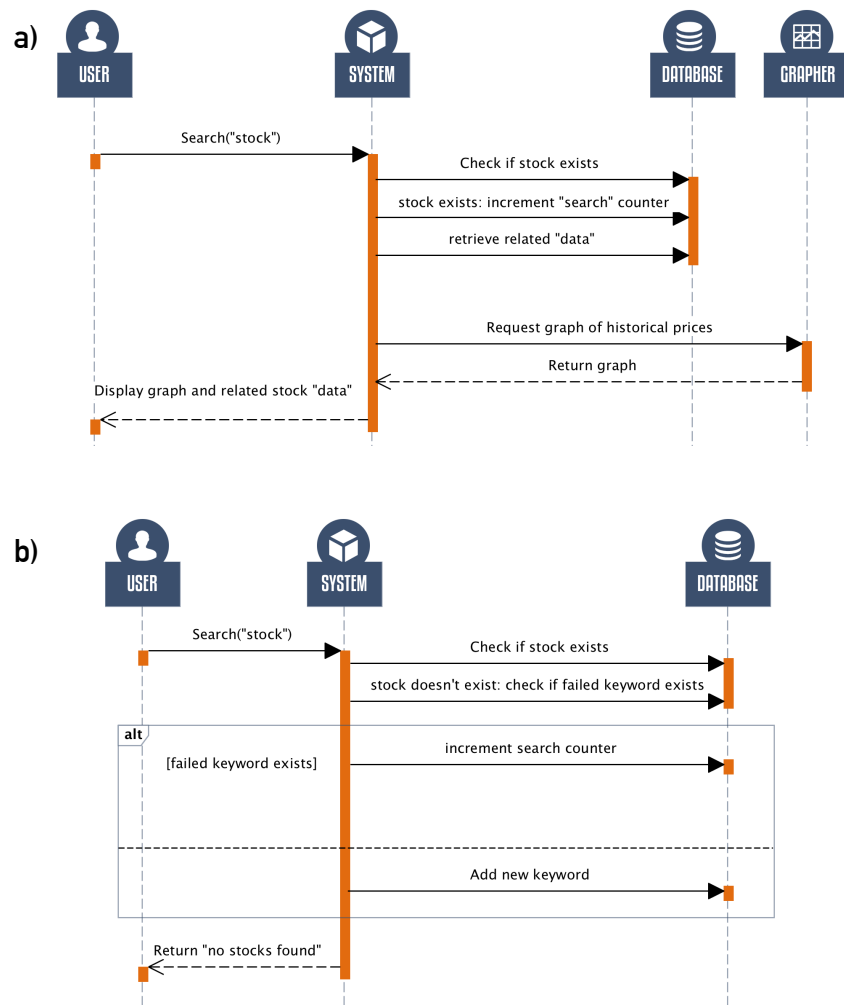 a)
USER
SYSTEM
DATABASE
GRAPHER
Search("stock")
Check if stock exists
stock exists: increment "search" counter
retrieve related "data"
Request graph of historical prices
Return graph
Display graph and related stock "data"
b)
USER
SYSTEM
DATABASE
Search("stock")
Check if stock exists
stock doesn't exist: check if failed keyword exists
alt
[failed keyword exists]
increment search counter
Add new keyword
Return "no stocks found"